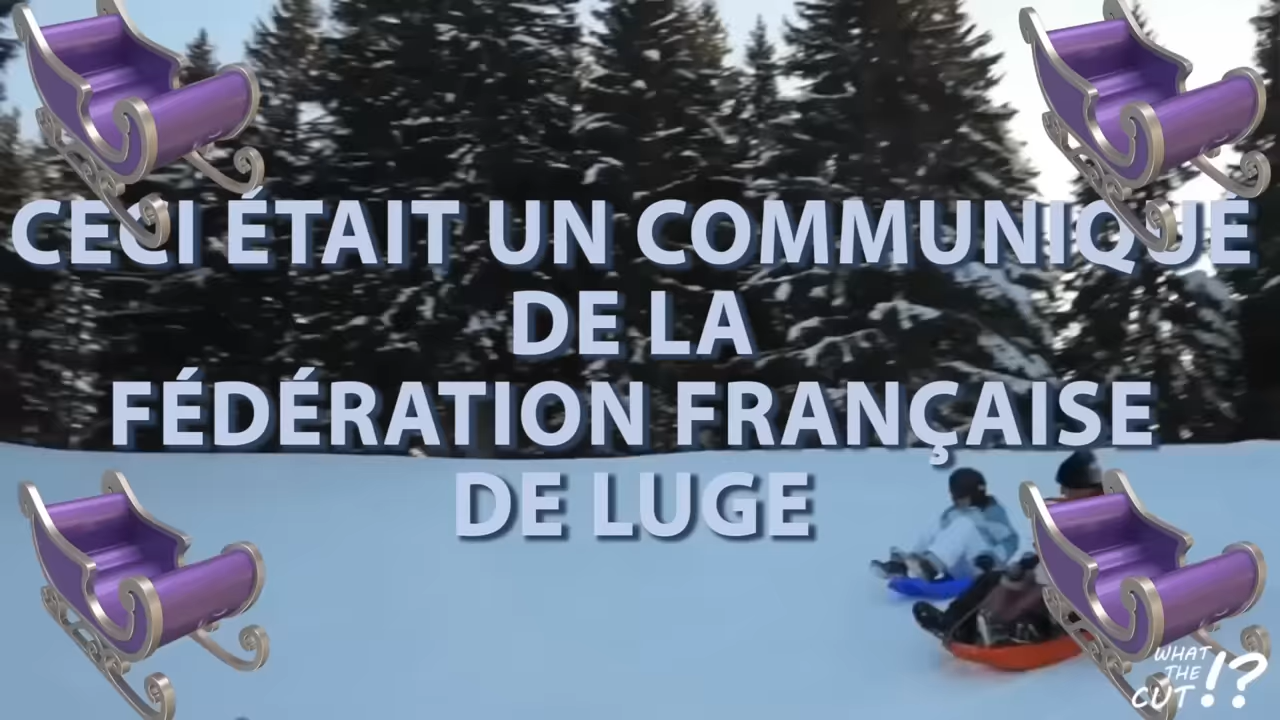 CECI ÉTAIT UN COMMUNIQUÉ
DE LA
FÉDÉRATION FRANÇAISE
DE LUGE
WHAT
THE
CUT !?